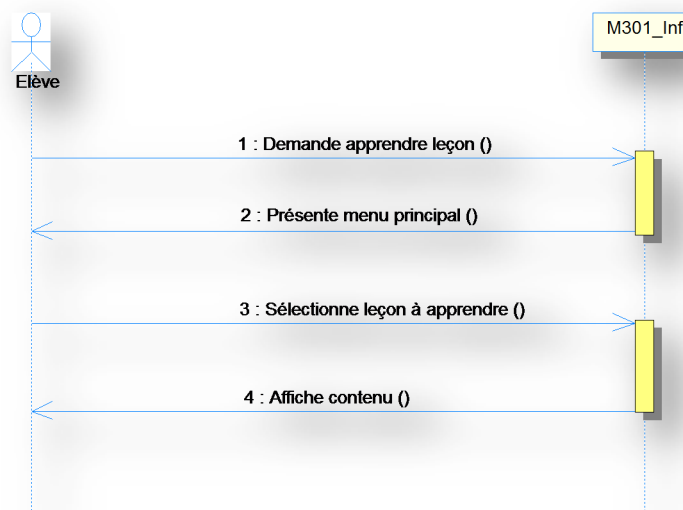 M301_Inf
Elève
1 : Demande apprendre leçon ()
2 : Présente menu principal ()
3 : Sélectionne leçon à apprendre ()
4 : Affiche contenu ()